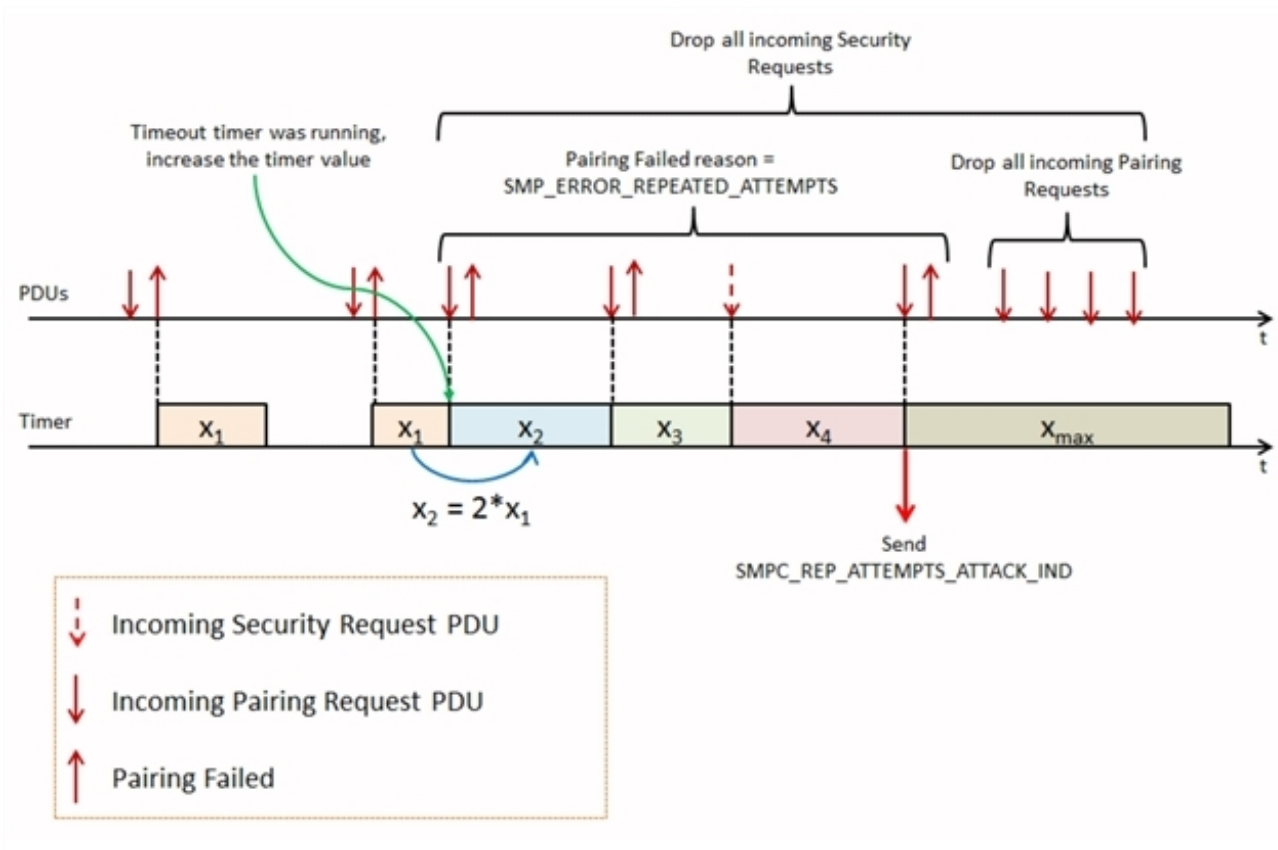 Drop all incoming Security
Requests
Timeout timer was running,
increase the timer value
Pairing Failed reason =
SMP_ERROR_REPEATED_ATTEMPTS
Drop all incoming Pairing
Requests
PDUs
t
Timer
x₁
x₁
x₂
x₃
x₄
xₘₐₓ
t
x₂ = 2*x₁
Send
SMPC_REP_ATTEMPTS_ATTACK_IND
Incoming Security Request PDU
Incoming Pairing Request PDU
Pairing Failed